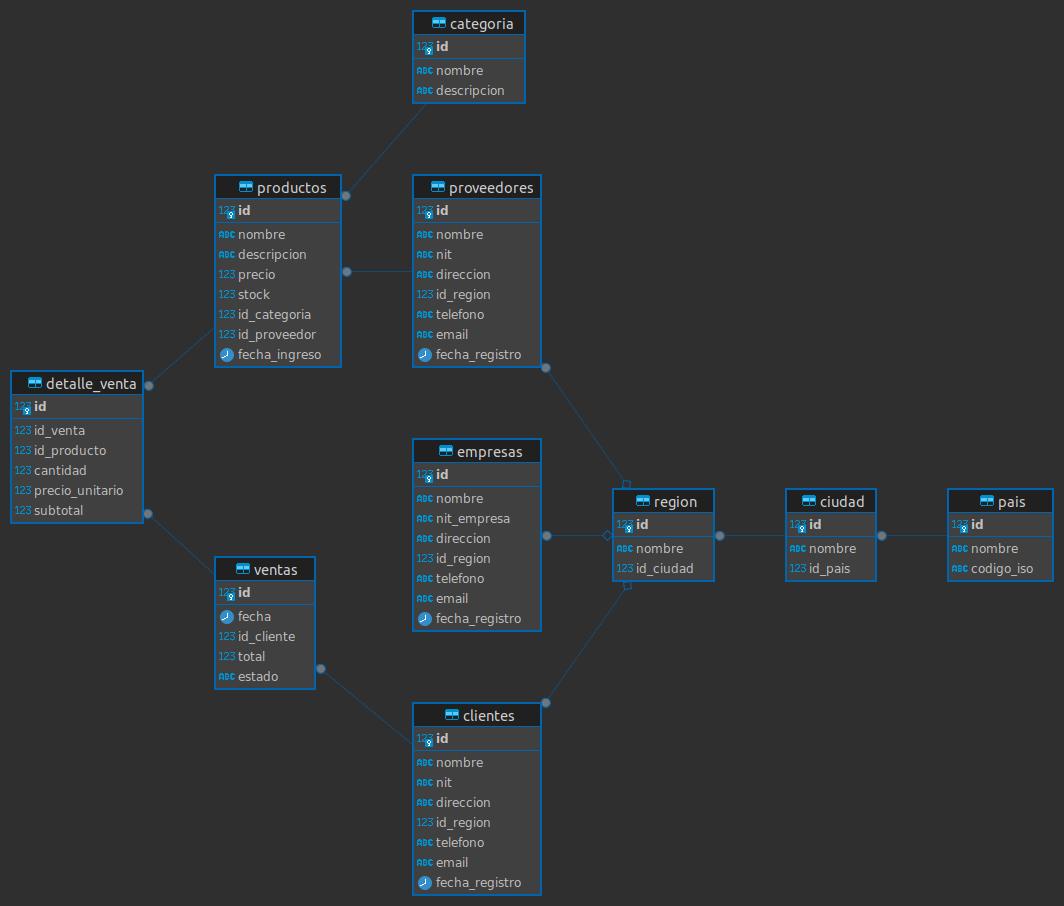 categoria
123 id
ABC nombre
ABC descripcion
productos
123 id
ABC nombre
ABC descripcion
123 precio
123 stock
123 id_categoria
123 id_proveedor
fecha_ingreso
proveedores
123 id
ABC nombre
ABC nit
ABC direccion
123 id_region
ABC telefono
ABC email
fecha_registro
detalle_venta
123 id
123 id_venta
123 id_producto
123 cantidad
123 precio_unitario
123 subtotal
empresas
123 id
ABC nombre
ABC nit_empresa
ABC direccion
123 id_region
ABC telefono
ABC email
fecha_registro
region
123 id
ABC nombre
123 id_ciudad
ciudad
123 id
ABC nombre
123 id_pais
pais
123 id
ABC nombre
ABC codigo_iso
ventas
123 id
fecha
123 id_cliente
123 total
ABC estado
clientes
123 id
ABC nombre
ABC nit
ABC direccion
123 id_region
ABC telefono
ABC email
fecha_registro